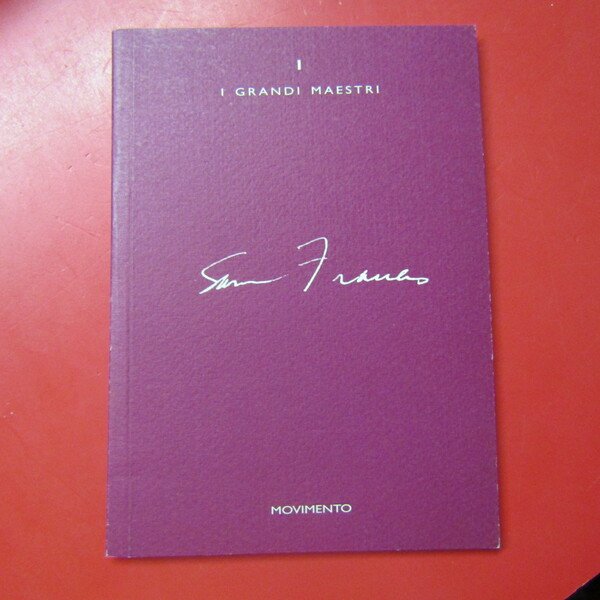 I
I GRANDI MAESTRI
Sam Francis
MOVIMENTO